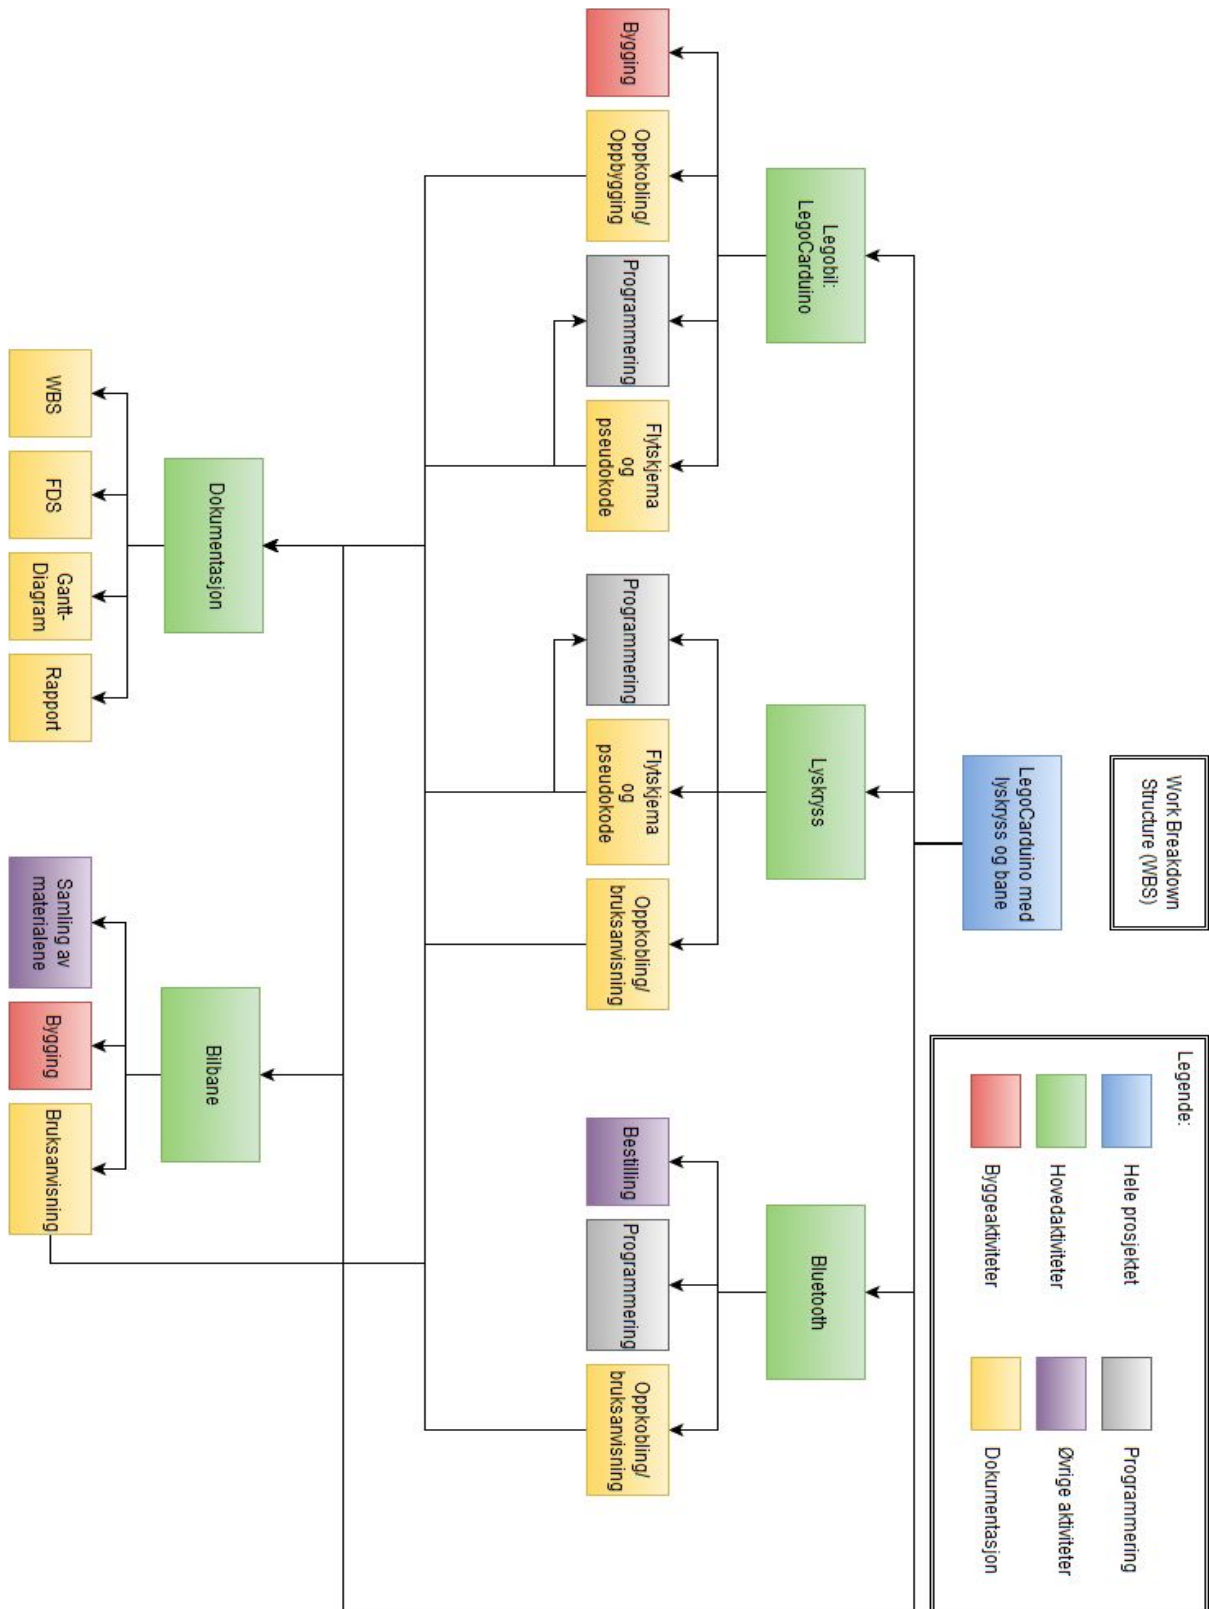 Work Breakdown
Structure (WBS)
Legende:
Hele prosjektet
Programmering
Hovedaktiviteter
Øvrige aktiviteter
Byggeaktiviteter
Dokumentasjon
LegoCarduino med
lyskryss og bane
Legobil:
LegoCarduino
Lyskryss
Bluetooth
Bygging
Oppkobling/
Oppbygging
Programmering
Flytskjema
og
pseudokode
Programmering
Flytskjema
og
pseudokode
Oppkobling/
bruksanvisning
Bestilling
Programmering
Oppkobling/
bruksanvisning
Dokumentasjon
Bilbane
WBS
FDS
Gantt-
Diagram
Rapport
Samling av
materialene
Bygging
Bruksanvisning